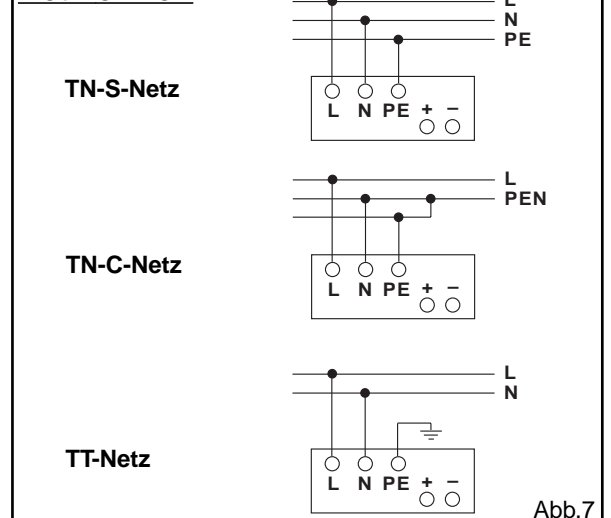 L
N
PE
TN-S-Netz
L N PE + −
L
PEN
TN-C-Netz
L N PE + −
L
N
TT-Netz
L N PE + −
Abb.7